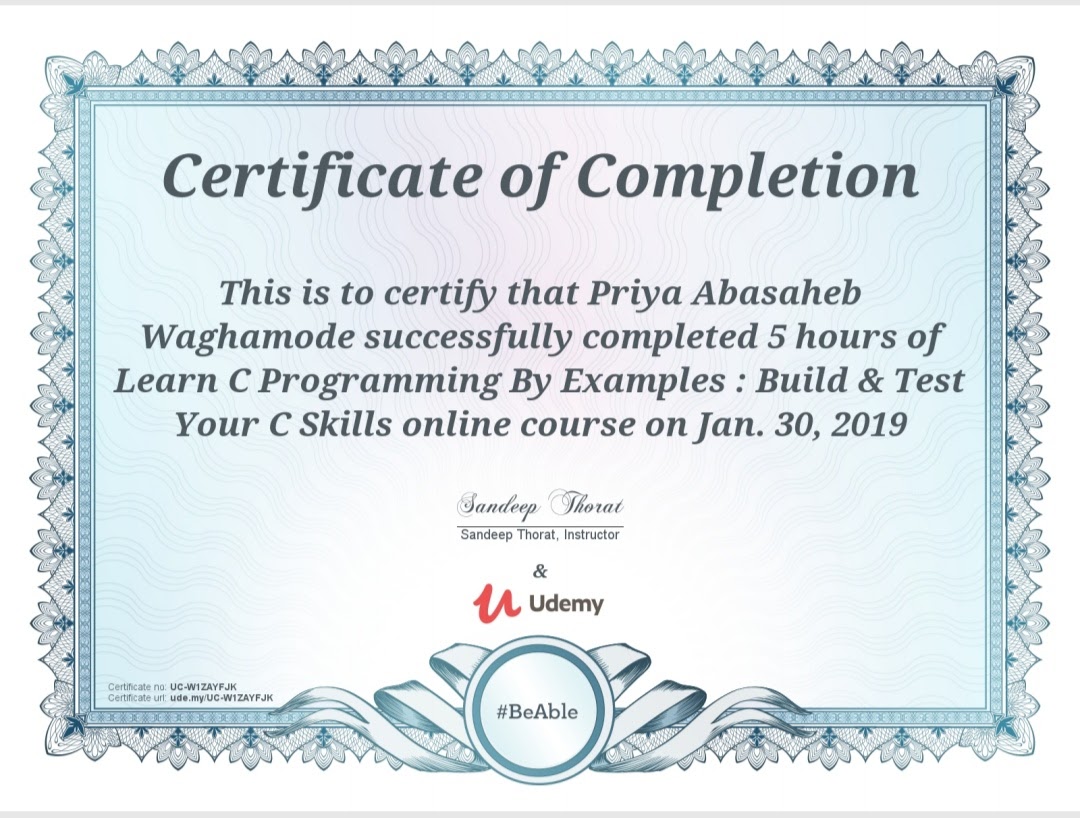 Certificate of Completion
This is to certify that Priya Abasaheb
Waghamode successfully completed 5 hours of
Learn C Programming By Examples : Build & Test
Your C Skills online course on Jan. 30, 2019
Sandeep Thorat
Sandeep Thorat, Instructor
&
Udemy
#BeAble
Certificate no: UC-W1ZAYFJK
Certificate url: ude.my/UC-W1ZAYFJK